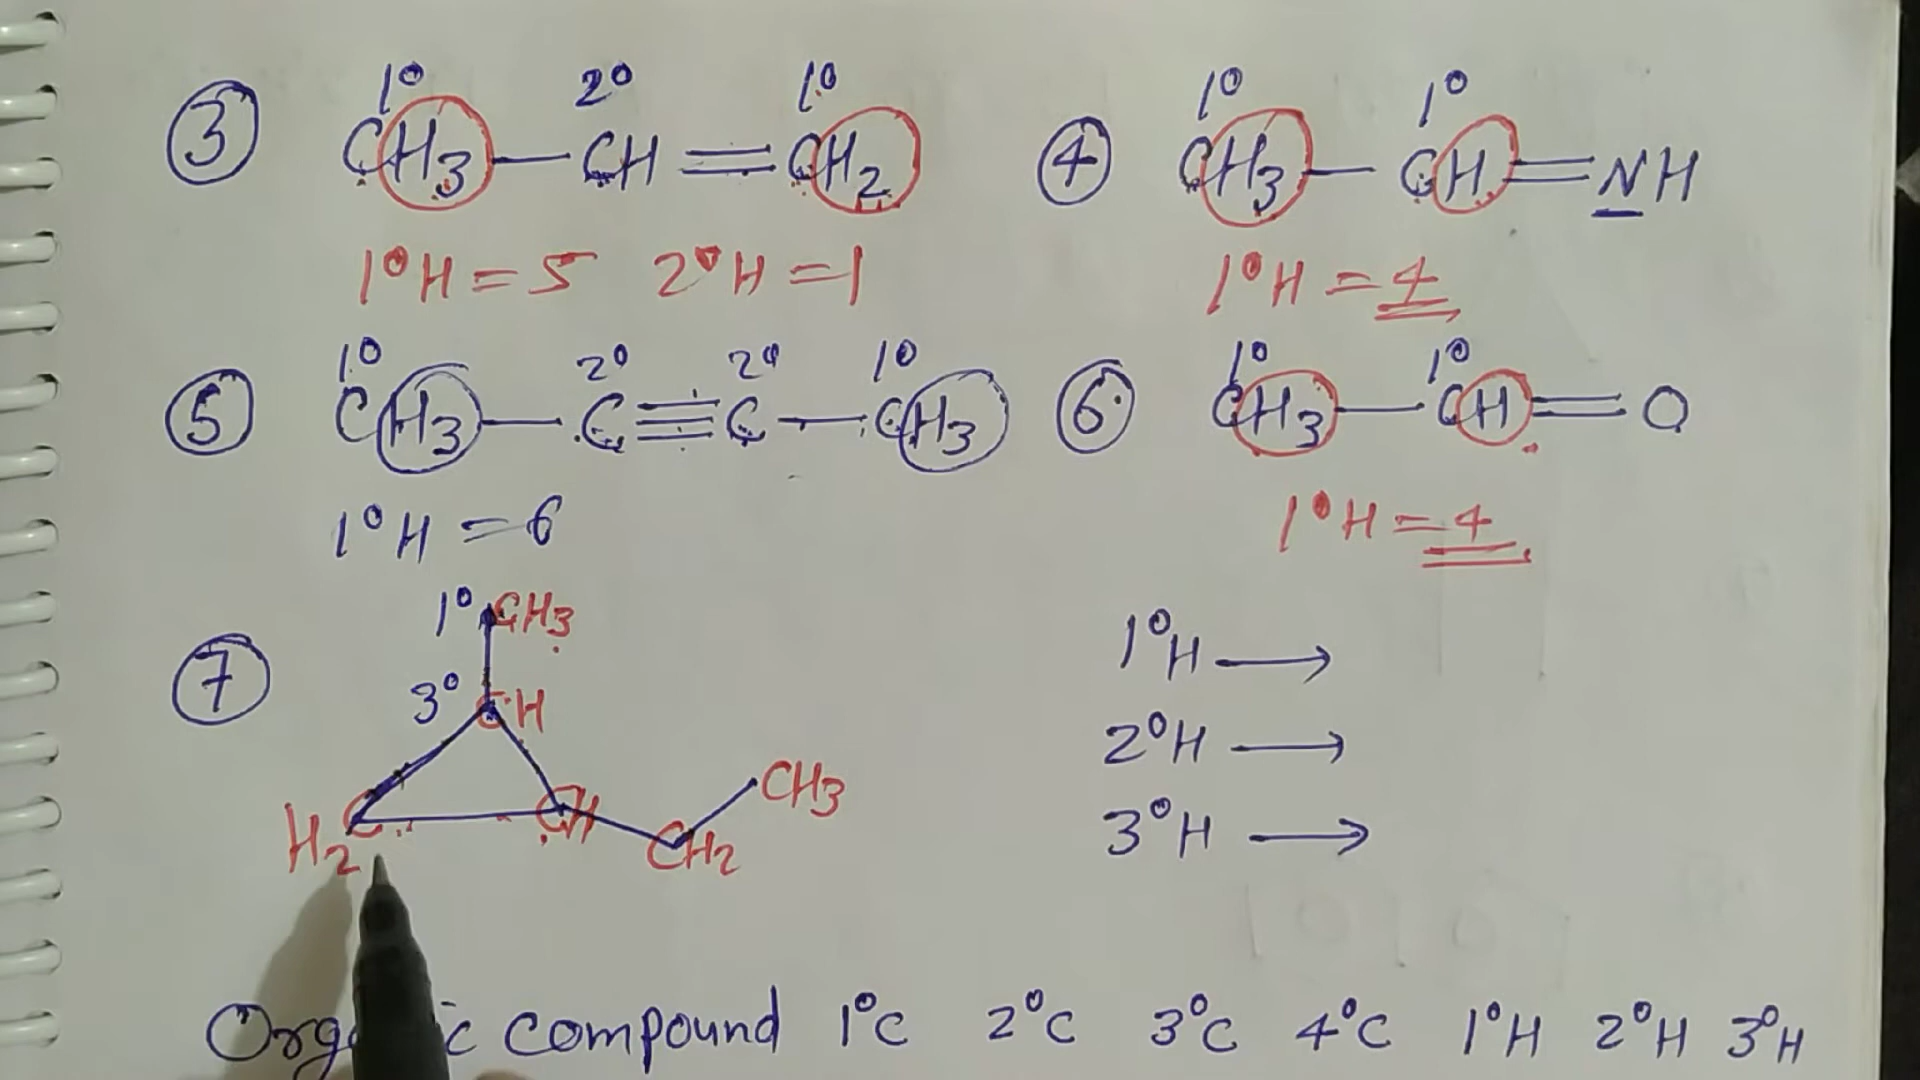 1° 2° 1°
③ CH₃ — CH = CH₂
1°H = 5 2°H = 1
1° 1°
④ CH₃ — CH = NH
1°H = 4
1° 2° 2° 1°
⑤ CH₃ — C ≡ C — CH₃
1°H = 6
1° 1°
⑥ CH₃ — CH = O
1°H = 4
⑦
1° CH₃
3° CH
H₂C CH CH₂ CH₃
1°H →
2°H →
3°H →
compound 1°C 2°C 3°C 4°C 1°H 2°H 3°H